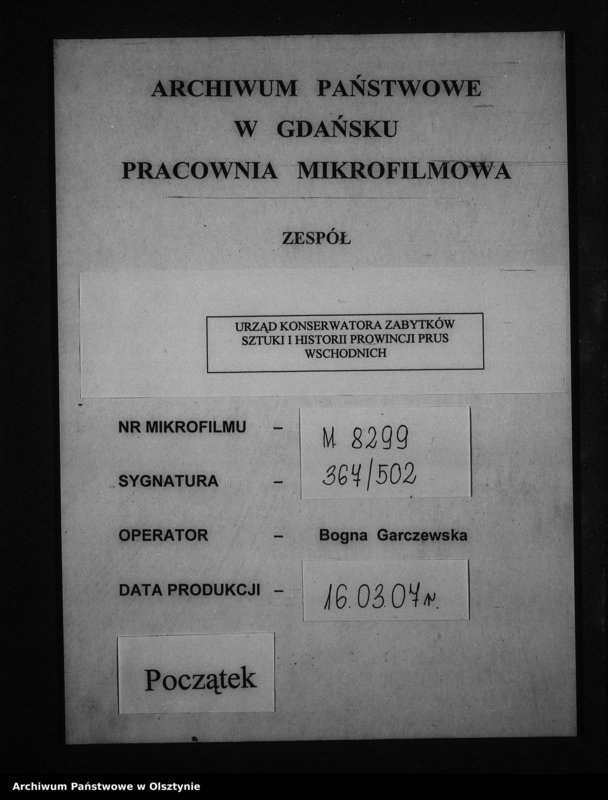 ARCHIWUM PAŃSTWOWE
W GDAŃSKU
PRACOWNIA MIKROFILMOWA
ZESPÓŁ
URZĄD KONSERWATORA ZABYTKÓW
SZTUKI I HISTORII PROWINCJI PRUS
WSCHODNICH
NR MIKROFILMU – M 8299
SYGNATURA – 367/502
OPERATOR – Bogna Garczewska
DATA PRODUKCJI – 16.03.07r.
Początek
Archiwum Państwowe w Olsztynie